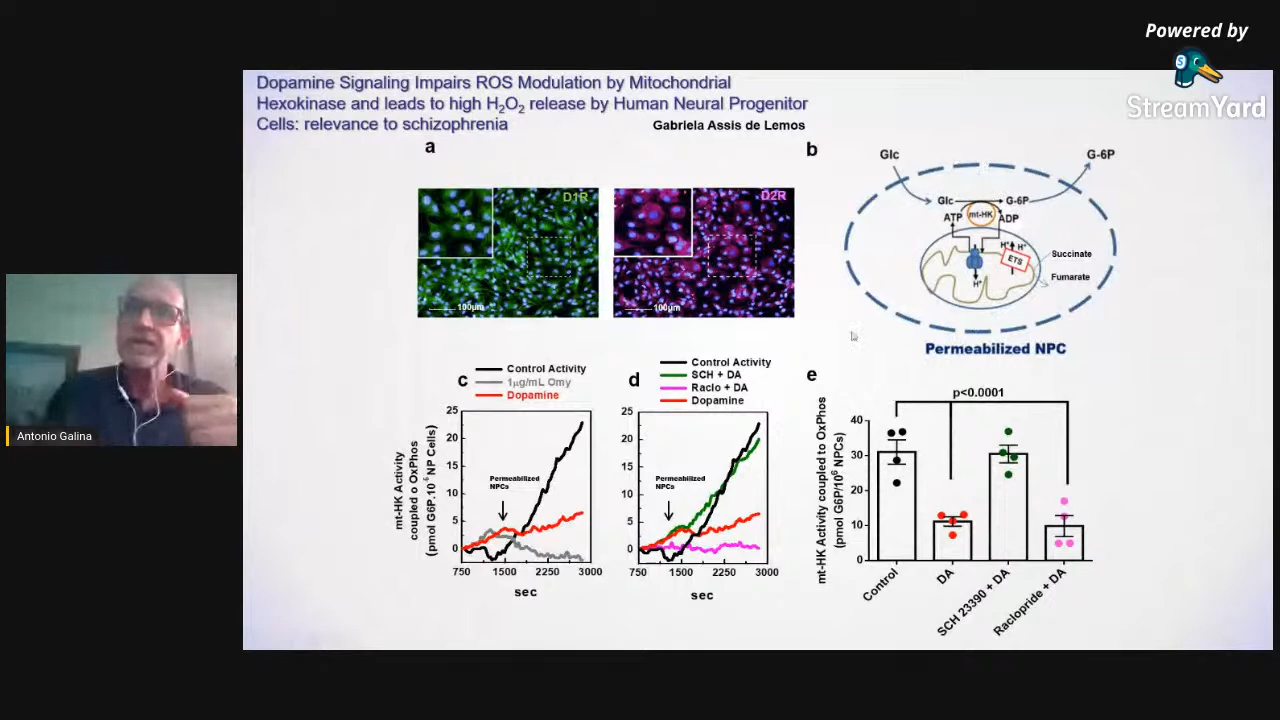 Powered by
StreamYard
Dopamine Signaling Impairs ROS Modulation by Mitochondrial
Hexokinase and leads to high H₂O₂ release by Human Neural Progenitor
Cells: relevance to schizophrenia
Gabriela Assis de Lemos
a
D1R
100µm
D2R
100µm
b
Glc
G-6P
Glc
G-6P
mt-HK
ATP
ADP
H⁺
H⁺
ETS
Succinate
Fumarate
H⁺
Permeabilized NPC
Antonio Galina
c
Control Activity
1µg/mL Omy
Dopamine
mt-HK Activity
coupled o OxPhos
(pmol G6P.10⁶ NP Cells)
25
20
15
10
5
0
Permeabilized
NPCs
750
1500
2250
3000
sec
d
Control Activity
SCH + DA
Raclo + DA
Dopamine
25
20
15
10
5
0
Permeabilized
NPCs
750
1500
2250
3000
sec
e
p<0.0001
mt-HK Activity coupled to OxPhos
(pmol G6P/10⁶ NPCs)
40
30
20
10
0
Control
DA
SCH 23390 + DA
Raclopride + DA